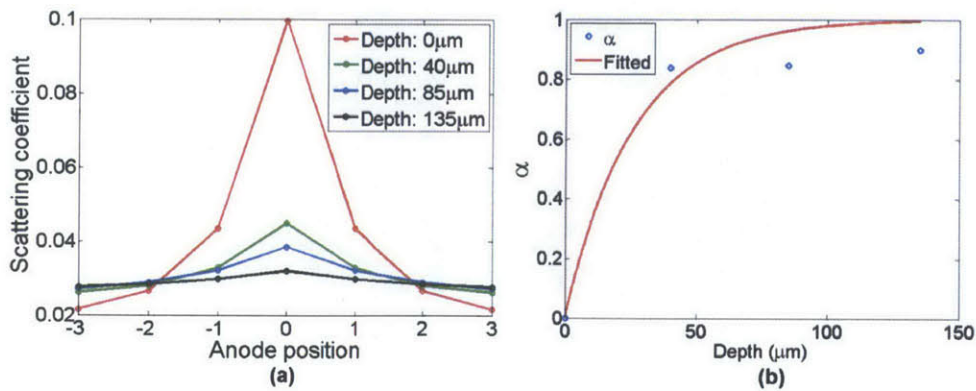 0.1
0.08
0.06
0.04
0.02
Scattering coefficient
Depth: 0μm
Depth: 40μm
Depth: 85μm
Depth: 135μm
-3 -2 -1 0 1 2 3
Anode position
(a)
1
0.8
0.6
0.4
0.2
0
α
α
Fitted
0 50 100 150
Depth (μm)
(b)